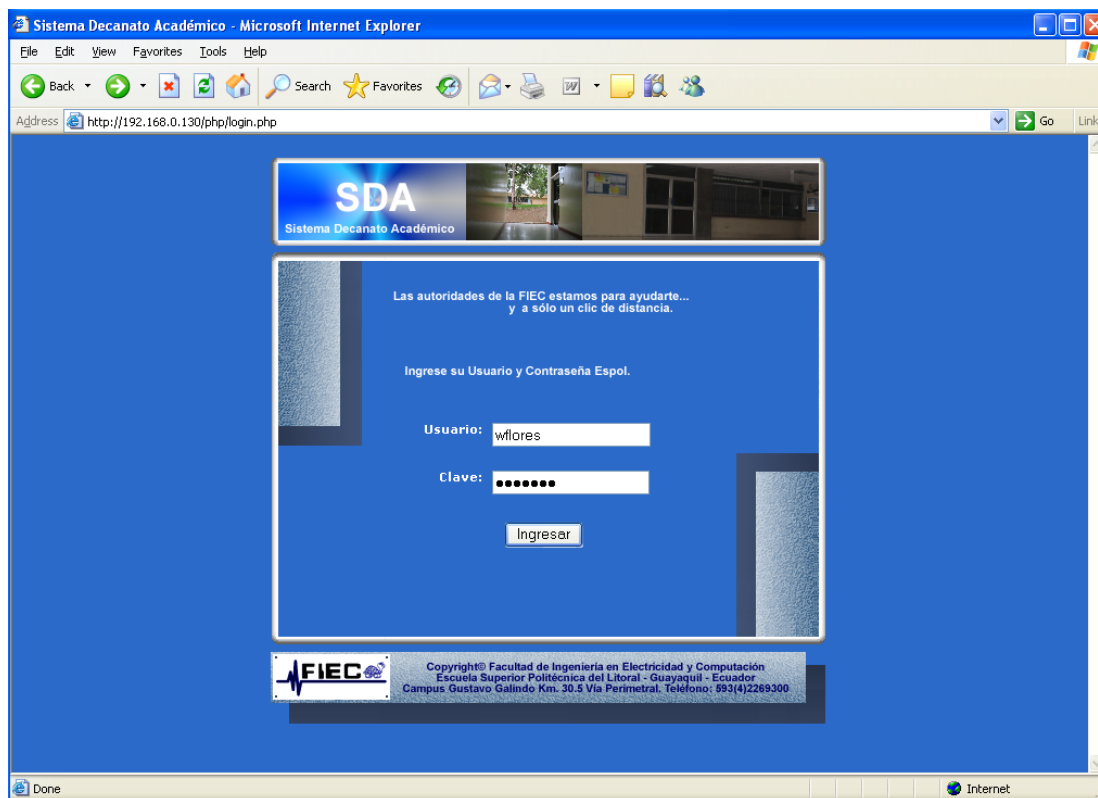 Sistema Decanato Académico - Microsoft Internet Explorer
File Edit View Favorites Tools Help
Back Search Favorites
Address http://192.168.0.130/php/login.php Go Link
SDA
Sistema Decanato Académico
Las autoridades de la FIEC estamos para ayudarte...
y a sólo un clic de distancia.
Ingrese su Usuario y Contraseña Espol.
Usuario: wflores
Clave: •••••••
Ingresar
FIEC
Copyright© Facultad de Ingeniería en Electricidad y Computación
Escuela Superior Politécnica del Litoral - Guayaquil - Ecuador
Campus Gustavo Galindo Km. 30.5 Vía Perimetral, Teléfono: 593(4)2269300
Done Internet